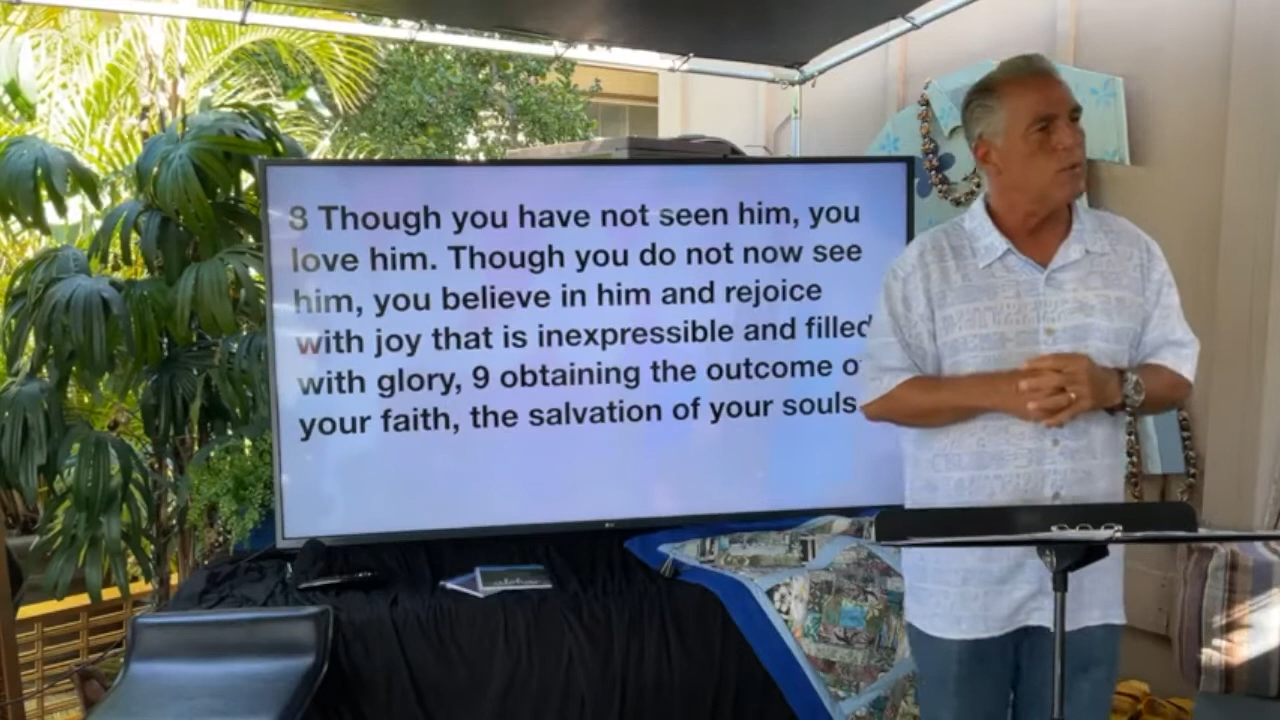 8 Though you have not seen him, you
love him. Though you do not now see
him, you believe in him and rejoice
with joy that is inexpressible and filled
with glory, 9 obtaining the outcome o
your faith, the salvation of your souls.
LG